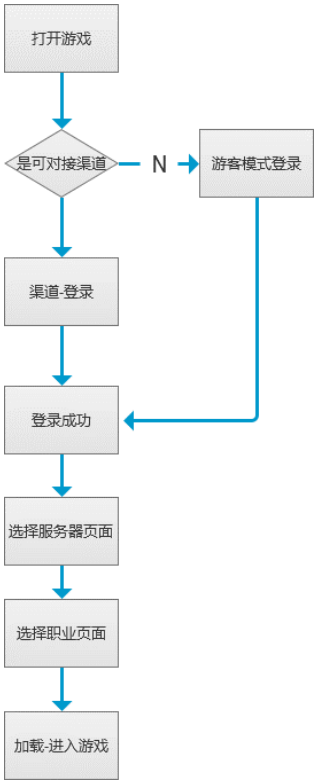 打开游戏
是可对接渠道
N
游客模式登录
渠道-登录
登录成功
选择服务器页面
选择职业页面
加载-进入游戏